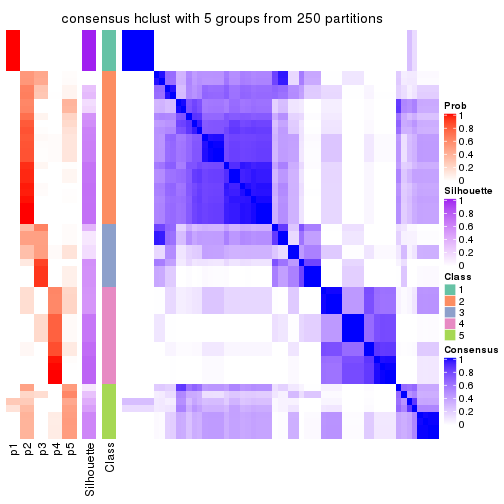 consensus hclust with 5 groups from 250 partitions
Prob
1
0.8
0.6
0.4
0.2
0
Silhouette
1
0.8
0.6
0.4
0.2
0
Class
1
2
3
4
5
Consensus
1
0.8
0.6
0.4
0.2
0
p1
p2
p3
p4
p5
Silhouette
Class